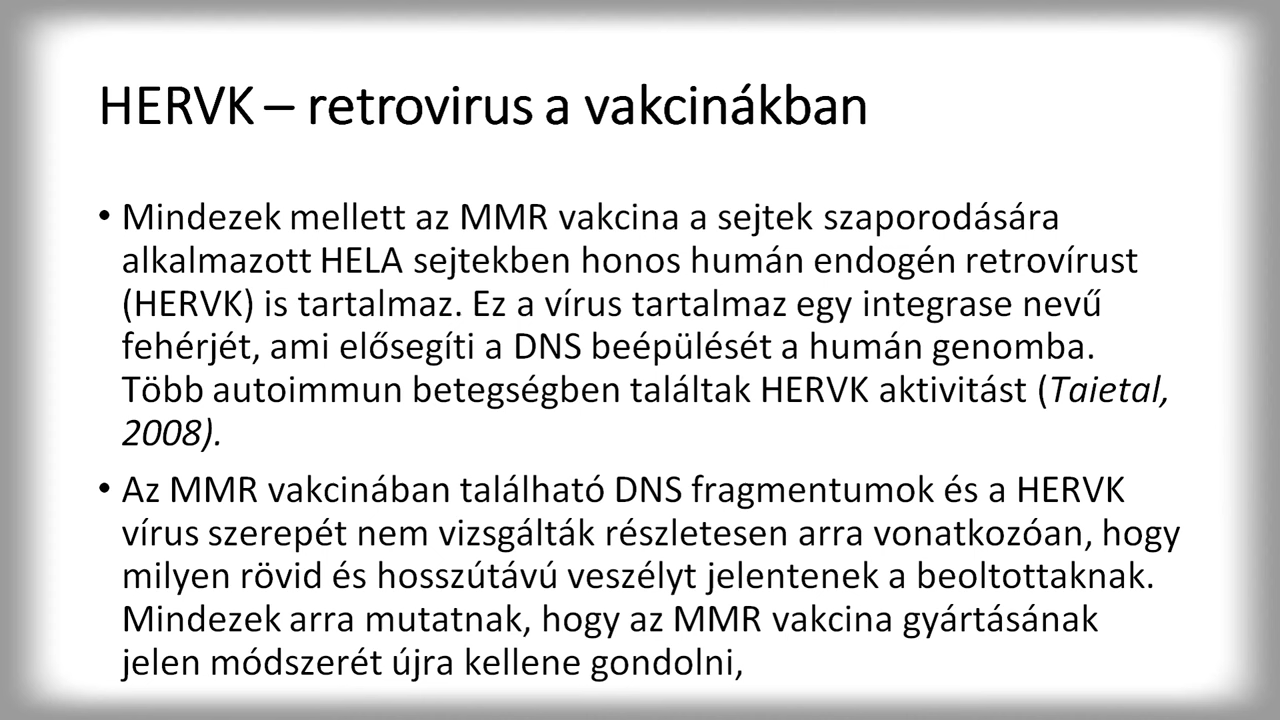 HERVK – retrovirus a vakcinákban
• Mindezek mellett az MMR vakcina a sejtek szaporodására
alkalmazott HELA sejtekben honos humán endogén retrovírust
(HERVK) is tartalmaz. Ez a vírus tartalmaz egy integrase nevű
fehérjét, ami elősegíti a DNS beépülését a humán genomba.
Több autoimmun betegségben találtak HERVK aktivitást (Taietal,
2008).
• Az MMR vakcinában található DNS fragmentumok és a HERVK
vírus szerepét nem vizsgálták részletesen arra vonatkozóan, hogy
milyen rövid és hosszútávú veszélyt jelentenek a beoltottaknak.
Mindezek arra mutatnak, hogy az MMR vakcina gyártásának
jelen módszerét újra kellene gondolni,